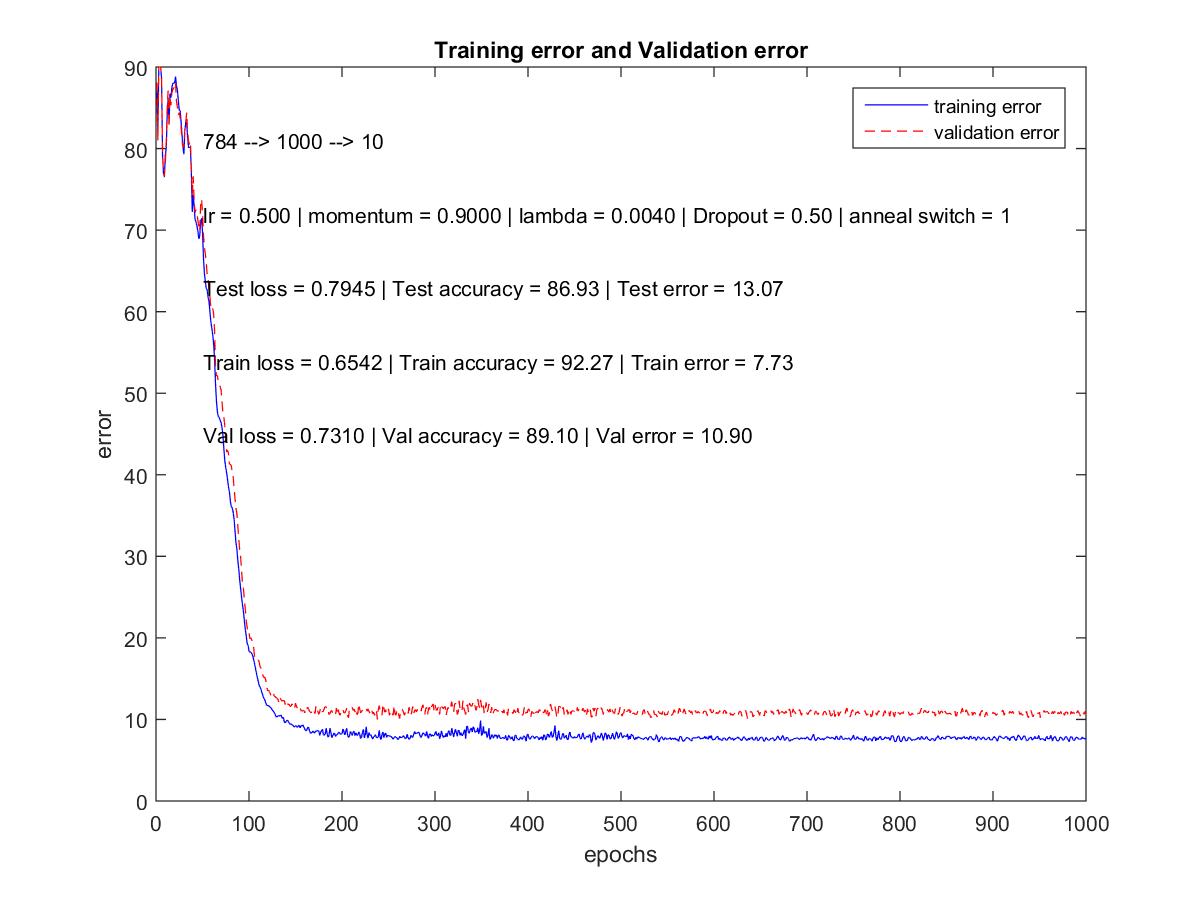 Training error and Validation error
90
80
70
60
50
40
30
20
10
0
error
training error
validation error
784 --> 1000 --> 10
lr = 0.500 | momentum = 0.9000 | lambda = 0.0040 | Dropout = 0.50 | anneal switch = 1
Test loss = 0.7945 | Test accuracy = 86.93 | Test error = 13.07
Train loss = 0.6542 | Train accuracy = 92.27 | Train error = 7.73
Val loss = 0.7310 | Val accuracy = 89.10 | Val error = 10.90
0 100 200 300 400 500 600 700 800 900 1000
epochs